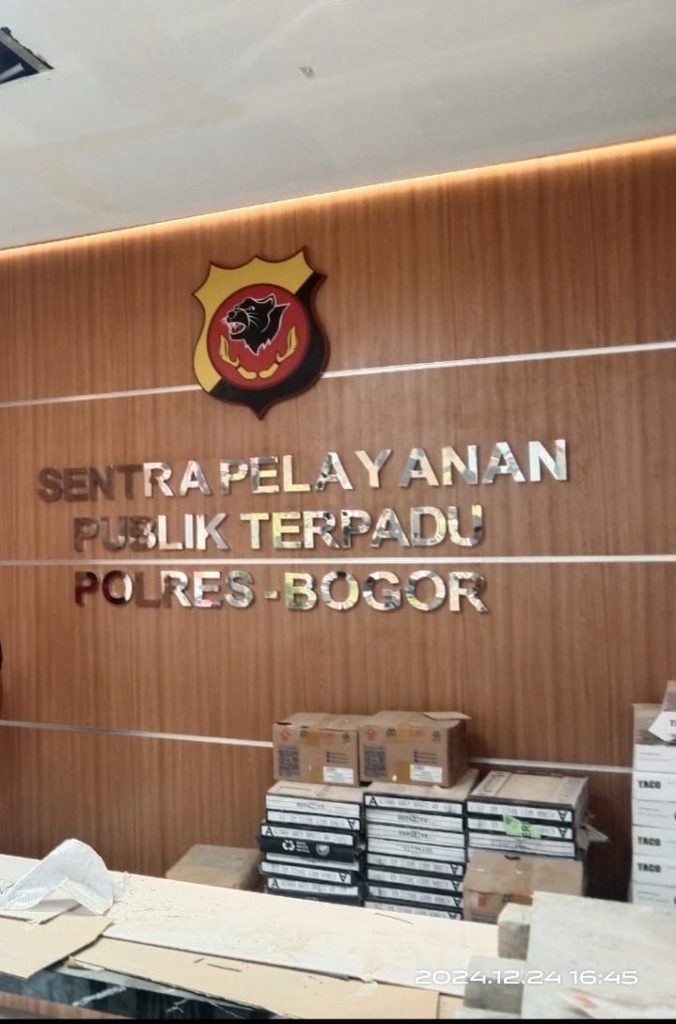 SENTRA PELAYANAN
PUBLIK TERPADU
POLRES-BOGOR
TACO
TACO
TACO
2024.12.24 16:45